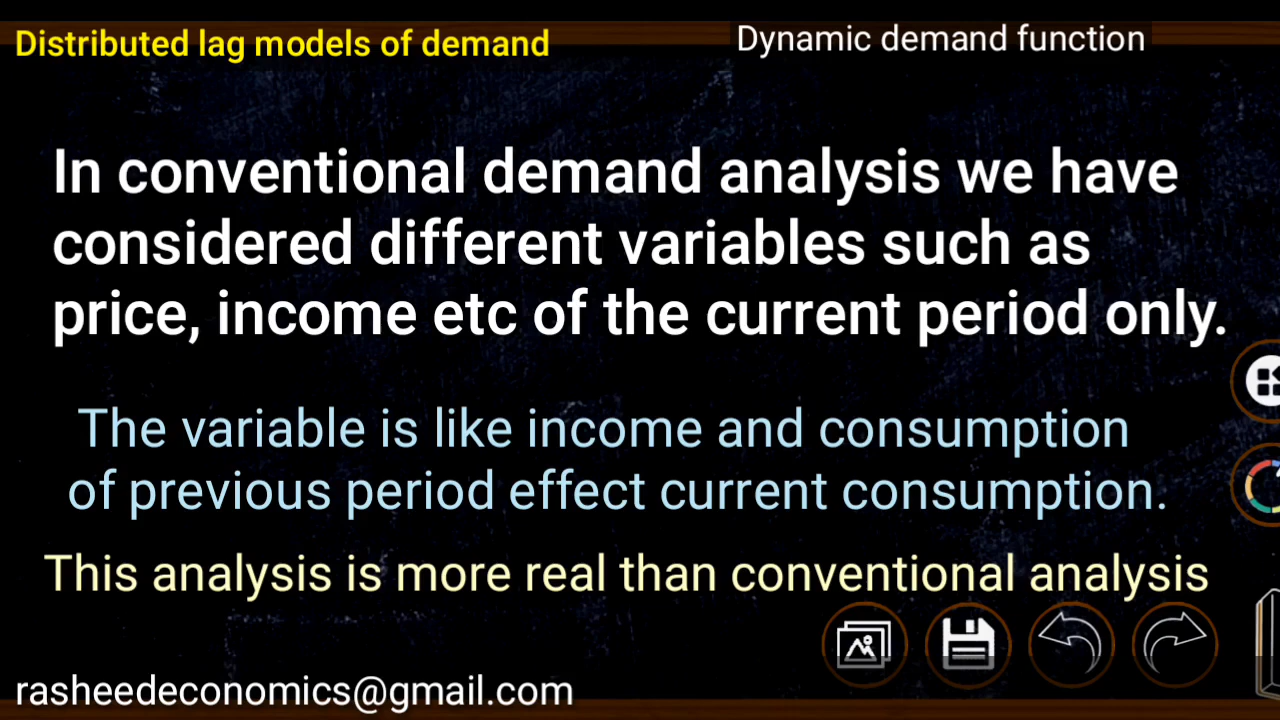 Distributed lag models of demand
Dynamic demand function
In conventional demand analysis we have
considered different variables such as
price, income etc of the current period only.
The variable is like income and consumption
of previous period effect current consumption.
This analysis is more real than conventional analysis
rasheedeconomics@gmail.com